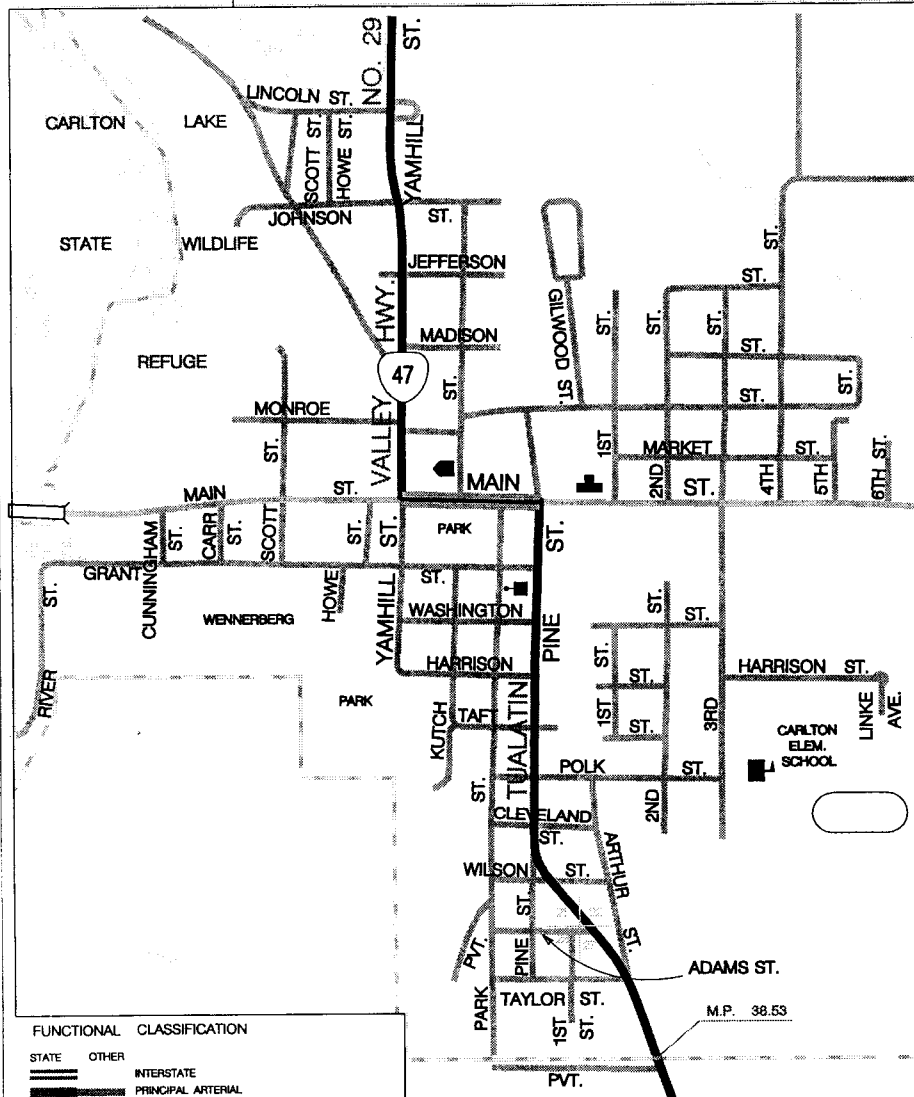 NO. 29
ST.
LINCOLN ST.
CARLTON LAKE
SCOTT ST.
HOWE ST.
YAMHILL
JOHNSON ST.
STATE WILDLIFE
ST.
JEFFERSON
ST.
HWY.
GILWOOD ST.
ST.
ST.
ST.
MADISON
ST.
REFUGE
47
ST.
ST.
MONROE
VALLEY
ST.
1ST
MARKET ST.
2ND
4TH
5TH
6TH ST.
MAIN
ST.
MAIN ST.
CUNNINGHAM
ST.
CARR
ST.
SCOTT
ST.
ST.
PARK
ST.
GRANT
ST.
ST.
HOWE
WENNERBERG
YAMHILL
WASHINGTON
PINE
ST.
ST.
ST.
RIVER
HARRISON
ST.
HARRISON ST.
PARK
TUALATIN
1ST
3RD
LINKE
AVE.
KUTCH
TAFT
ST.
CARLTON
ELEM.
SCHOOL
POLK
ST.
ST.
2ND
CLEVELAND
ST.
ARTHUR
WILSON ST.
ST.
ST.
PVT.
PINE
ADAMS ST.
PARK
TAYLOR ST.
1ST
ST.
M.P. 38.53
PVT.
FUNCTIONAL CLASSIFICATION
STATE OTHER
INTERSTATE
PRINCIPAL ARTERIAL